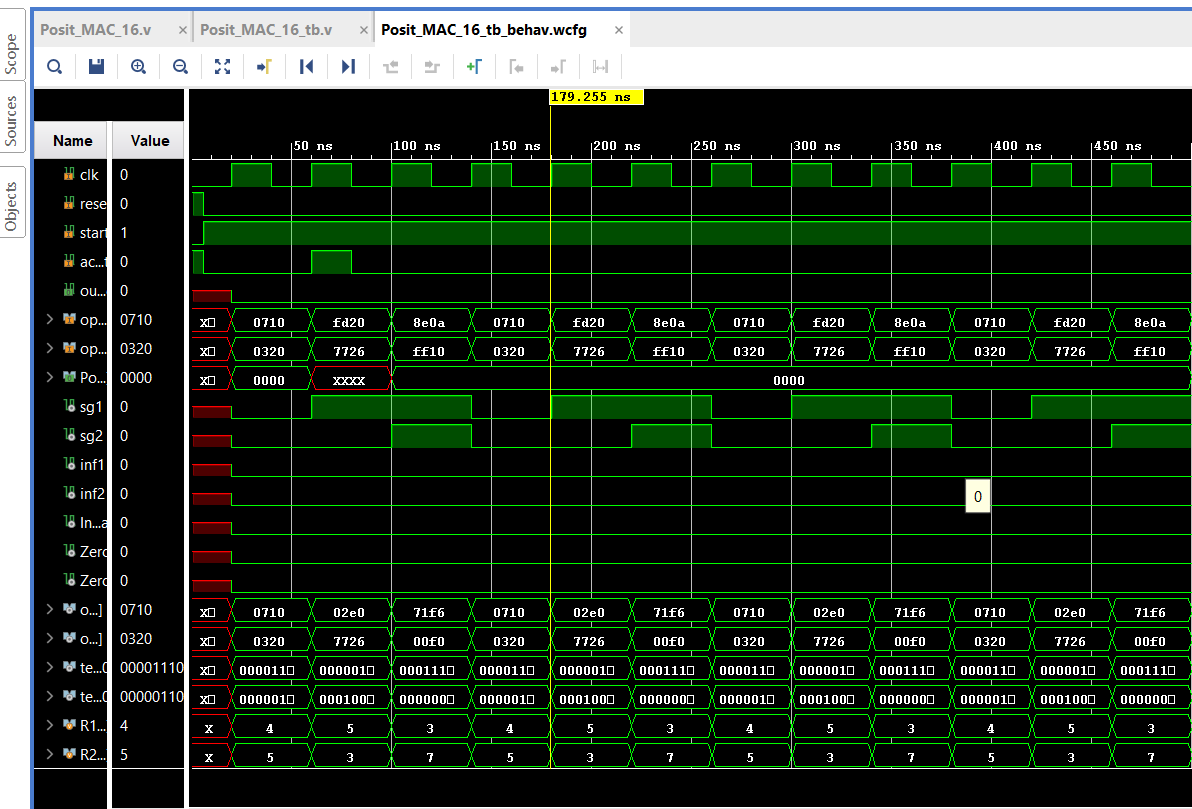 Posit_MAC_16.v × Posit_MAC_16_tb.v × Posit_MAC_16_tb_behav.wcfg ×
Scope
Sources
Objects
179.255 ns
Name Value
50 ns 100 ns 150 ns 200 ns 250 ns 300 ns 350 ns 400 ns 450 ns
clk 0
rese 0
start 1
ac...t 0
ou... 0
op... 0710 X 0710 fd20 8e0a 0710 fd20 8e0a 0710 fd20 8e0a 0710 fd20 8e0a
op... 0320 X 0320 7726 ff10 0320 7726 ff10 0320 7726 ff10 0320 7726 ff10
Po... 0000 X 0000 XXXX 0000
sg1 0
sg2 0
inf1 0
inf2 0
0
In...a 0
Zero 0
Zero 0
o...] 0710 X 0710 02e0 71f6 0710 02e0 71f6 0710 02e0 71f6 0710 02e0 71f6
o...] 0320 X 0320 7726 00f0 0320 7726 00f0 0320 7726 00f0 0320 7726 00f0
te...0 00001110 X 000011 000001 000111 000011 000001 000111 000011 000001 000111 000011 000001 000111
te...0 00000110 X 000001 000100 000000 000001 000100 000000 000001 000100 000000 000001 000100 000000
R1... 4 X 4 5 3 4 5 3 4 5 3 4 5 3
R2... 5 X 5 3 7 5 3 7 5 3 7 5 3 7